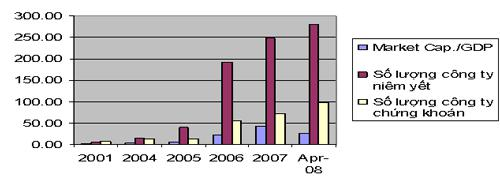 300.00
250.00
200.00
150.00
100.00
50.00
0.00
2001 2004 2005 2006 2007 Apr-
08
Market Cap./GDP
Số lượng công ty
niêm yết
Số lượng công ty
chứng khoán